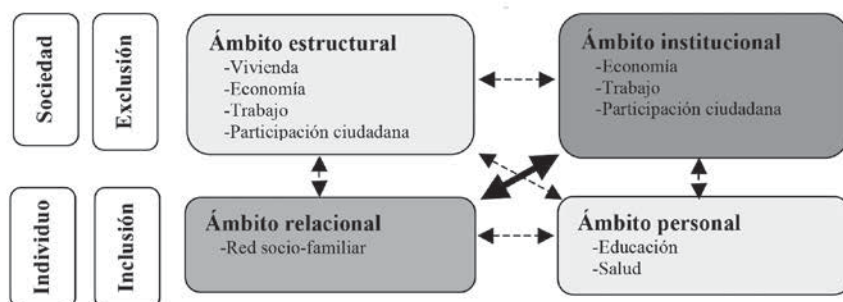 Sociedad
Exclusión
Ámbito estructural
-Vivienda
-Economía
-Trabajo
-Participación ciudadana
Ámbito institucional
-Economía
-Trabajo
-Participación ciudadana
Individuo
Inclusión
Ámbito relacional
-Red socio-familiar
Ámbito personal
-Educación
-Salud